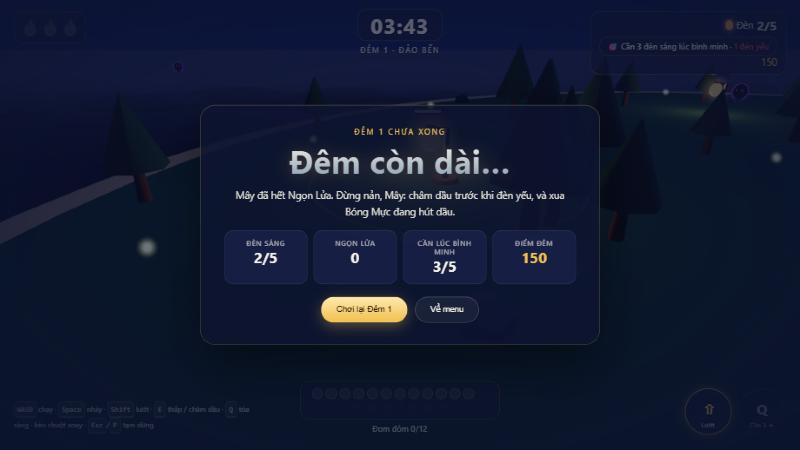 03:43
ĐÊM 1 · ĐẢO BẾN
Đèn 2/5
Cần 3 đèn sáng lúc bình minh · 1 đèn yếu
150
ĐÊM 1 CHƯA XONG
Đêm còn dài...
Mây đã hết Ngọn Lửa. Đừng nản, Mây: châm dầu trước khi đèn yếu, và xua
Bóng Mực đang hút dầu.
ĐÈN SÁNG
2/5
NGỌN LỬA
0
CẦN LÚC BÌNH
MINH
3/5
ĐIỂM ĐÊM
150
Chơi lại Đêm 1
Về menu
WASD chạy · Space nhảy · Shift lướt · E thắp / châm dầu · Q tỏa
sáng · kéo chuột xoay · Esc / P tạm dừng
Đom đóm 0/12
Lướt
Q